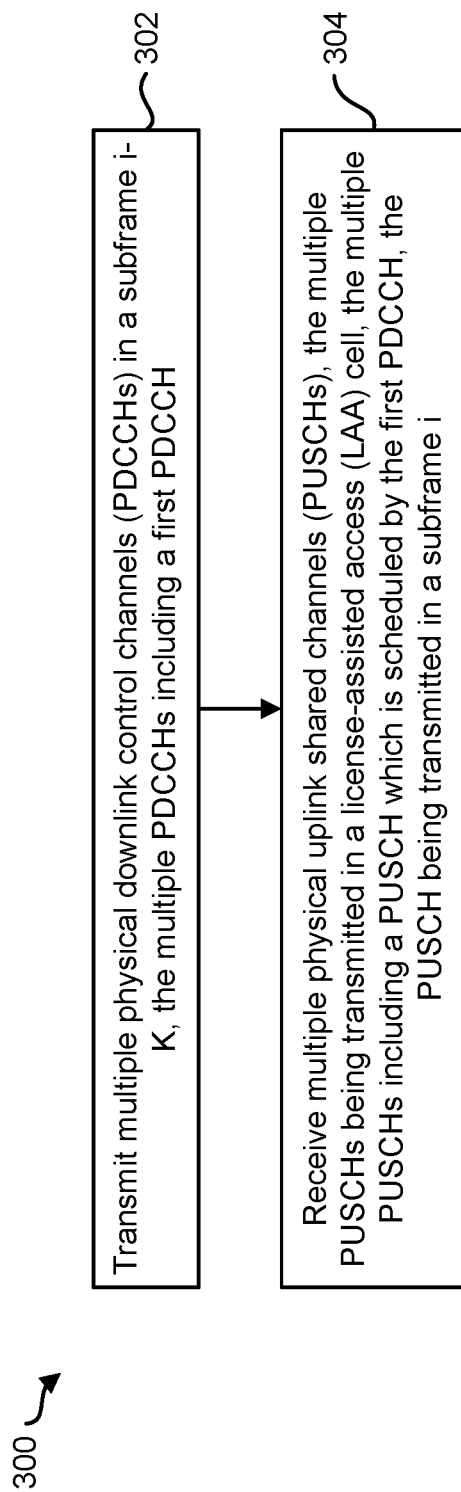 300
302
Transmit multiple physical downlink control channels (PDCCHs) in a subframe i-
K, the multiple PDCCHs including a first PDCCH
304
Receive multiple physical uplink shared channels (PUSCHs), the multiple
PUSCHs being transmitted in a license-assisted access (LAA) cell, the multiple
PUSCHs including a PUSCH which is scheduled by the first PDCCH, the
PUSCH being transmitted in a subframe i